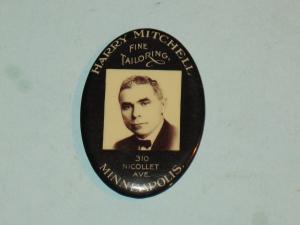 HARRY MITCHELL
FINE
TAILORING.
310
NICOLLET
AVE.
MINNEAPOLIS.